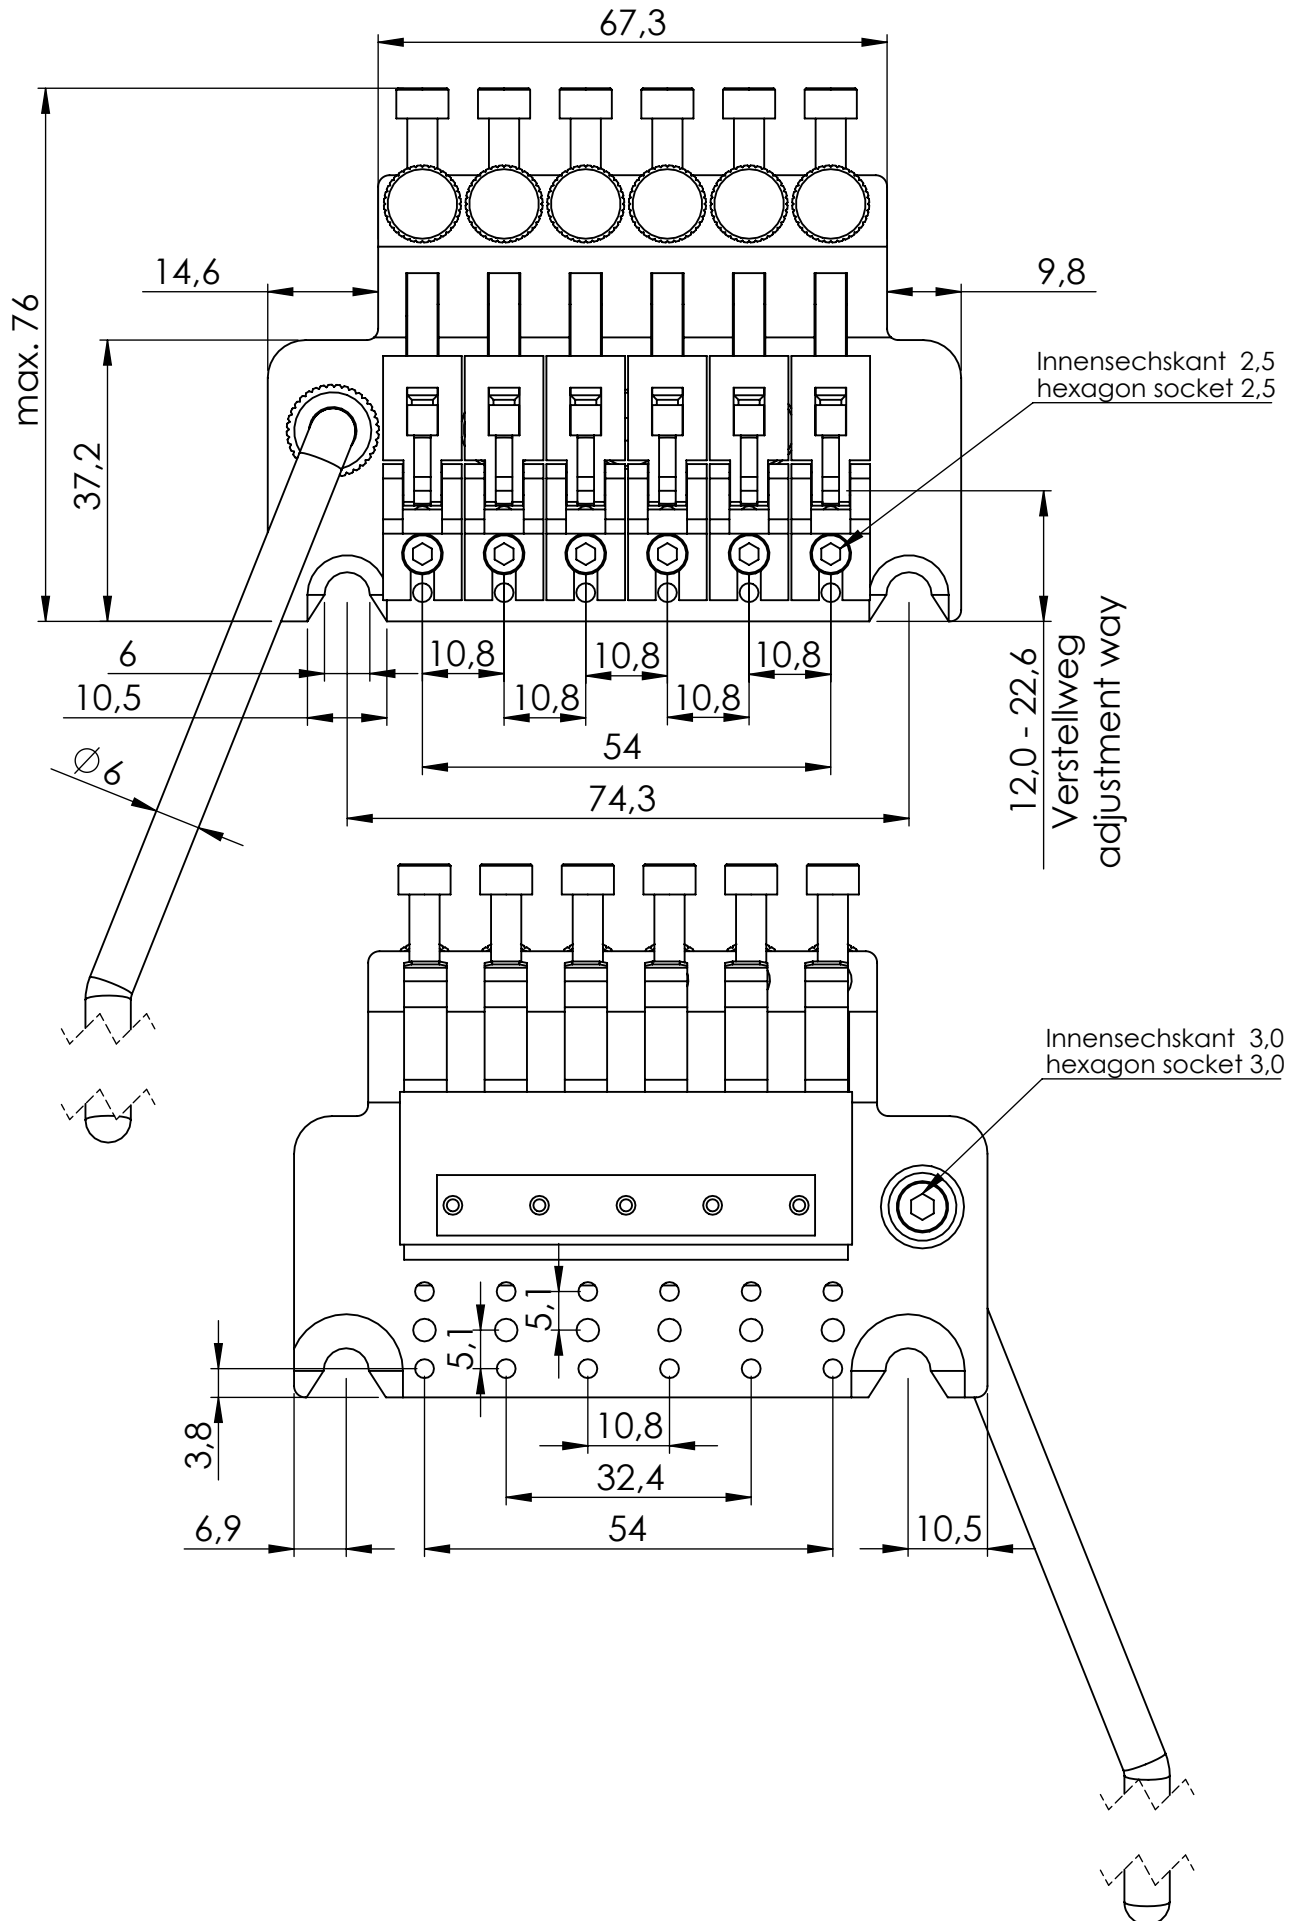 67,3
14,6
9,8
max. 76
37,2
Innensechskant 2,5
hexagon socket 2,5
6
10,8
10,8
10,8
10,5
10,8
10,8
54
74,3
⌀6
12,0 - 22,6
Verstellweg
adjustment way
Innensechskant 3,0
hexagon socket 3,0
5,1
5,1
3,8
10,8
32,4
6,9
54
10,5